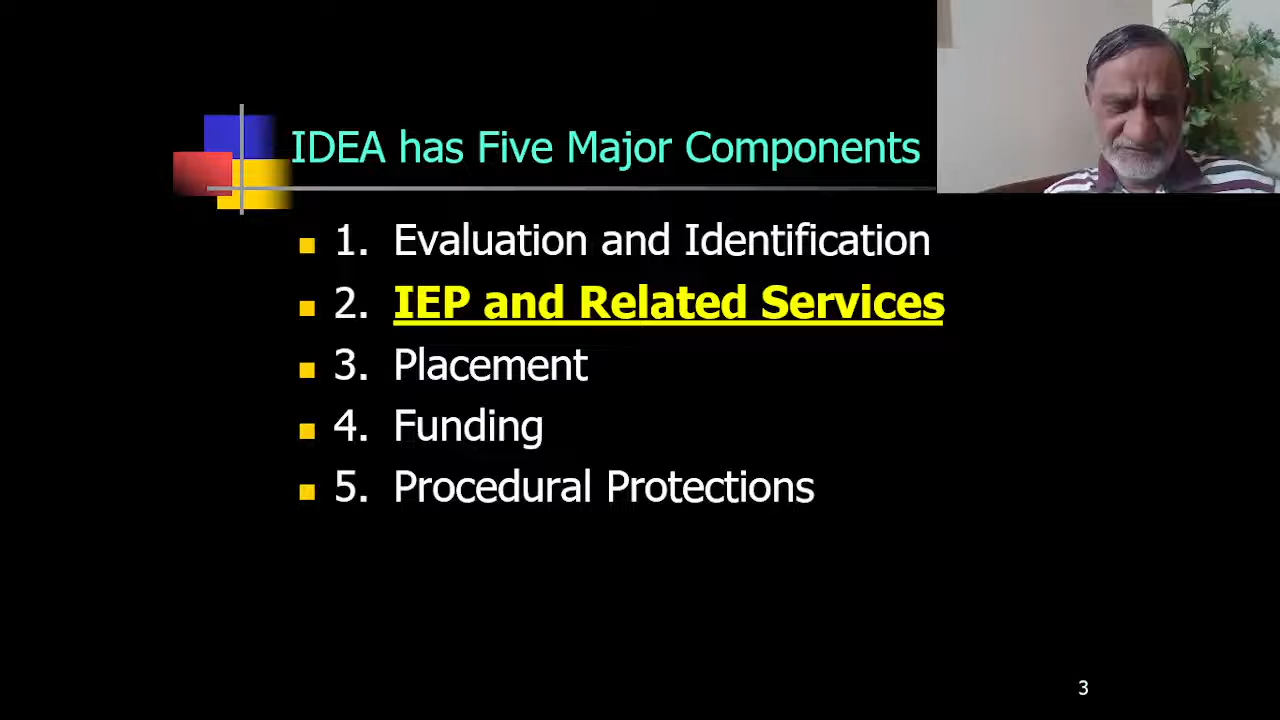 IDEA has Five Major Components
1. Evaluation and Identification
2. IEP and Related Services
3. Placement
4. Funding
5. Procedural Protections
3